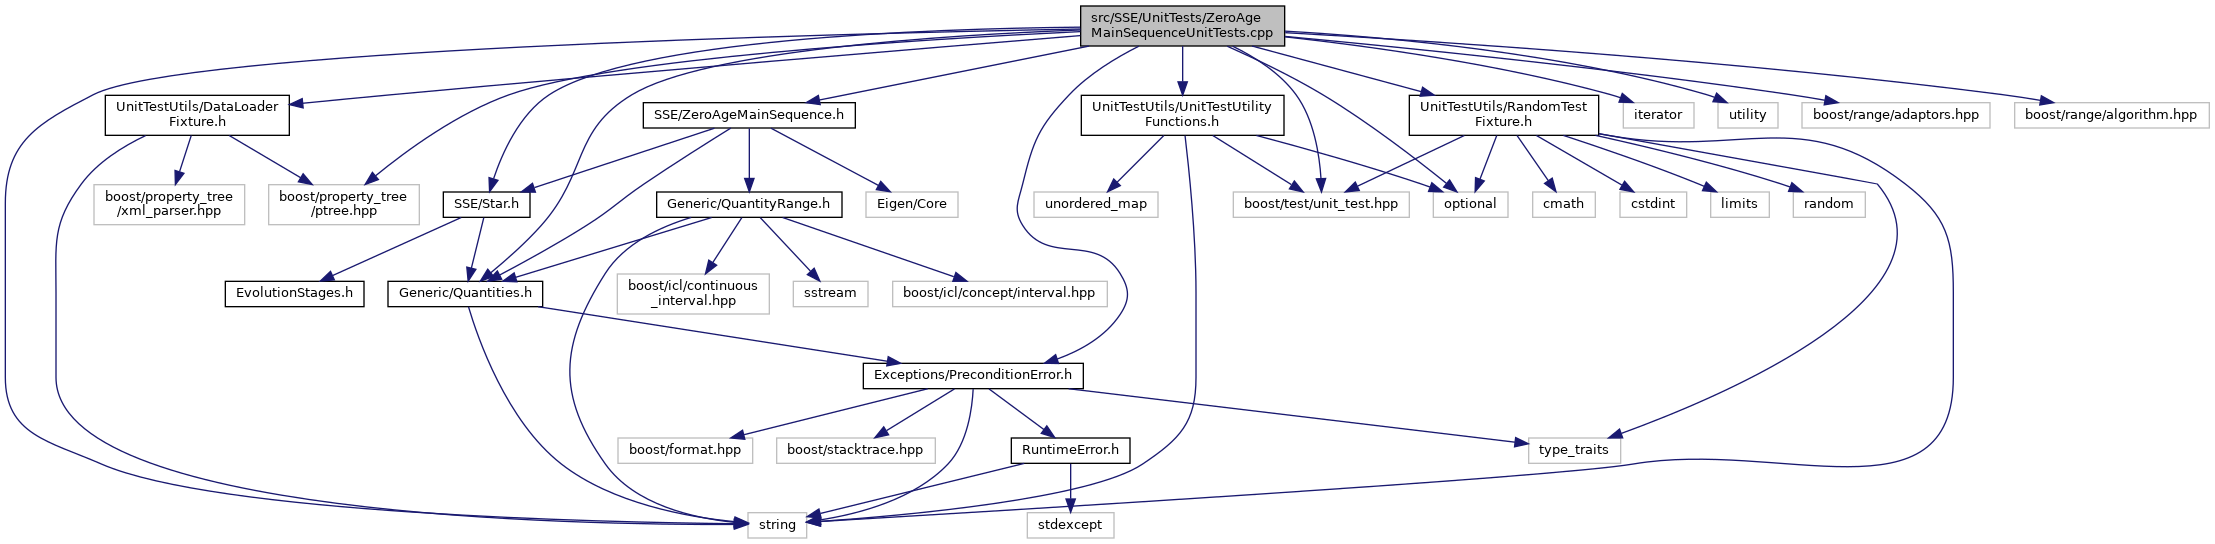 src/SSE/UnitTests/ZeroAge
MainSequenceUnitTests.cpp
UnitTestUtils/DataLoader
Fixture.h
SSE/ZeroAgeMainSequence.h
UnitTestUtils/UnitTestUtility
Functions.h
UnitTestUtils/RandomTest
Fixture.h
iterator
utility
boost/range/adaptors.hpp
boost/range/algorithm.hpp
boost/property_tree
/xml_parser.hpp
boost/property_tree
/ptree.hpp
SSE/Star.h
Generic/QuantityRange.h
Eigen/Core
unordered_map
boost/test/unit_test.hpp
optional
cmath
cstdint
limits
random
EvolutionStages.h
Generic/Quantities.h
boost/icl/continuous
_interval.hpp
sstream
boost/icl/concept/interval.hpp
Exceptions/PreconditionError.h
boost/format.hpp
boost/stacktrace.hpp
RuntimeError.h
type_traits
string
stdexcept